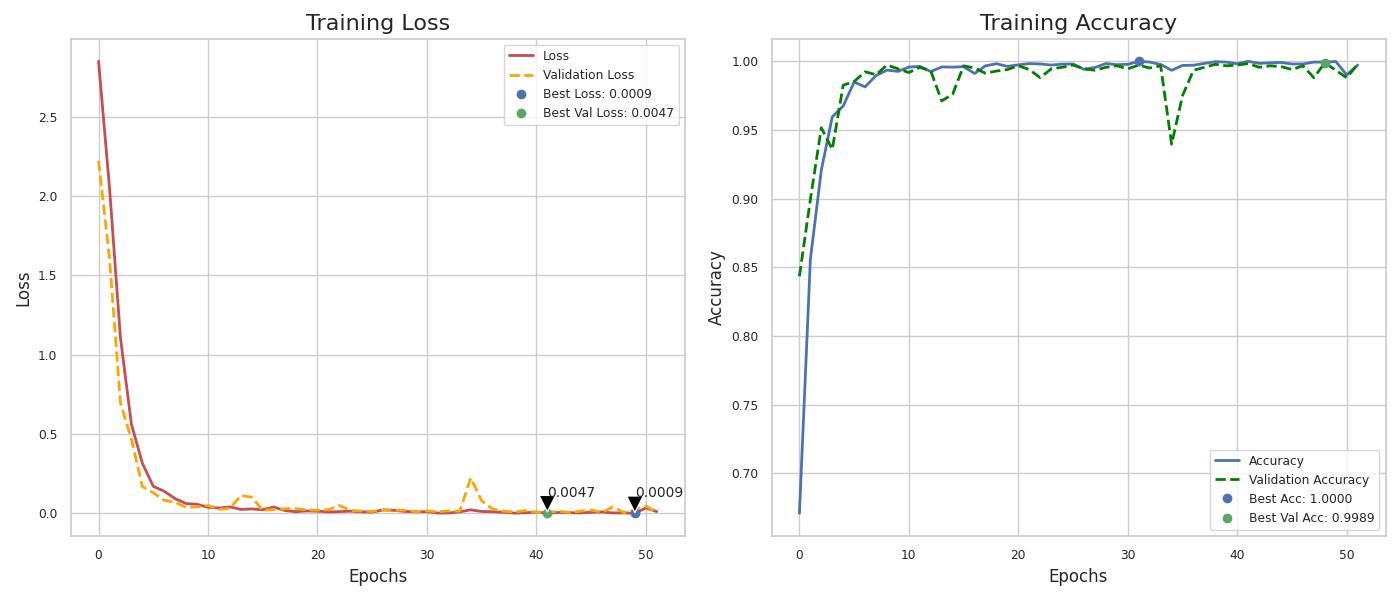 Training Loss
Loss
Validation Loss
Best Loss: 0.0009
Best Val Loss: 0.0047
2.5
2.0
1.5
1.0
0.5
0.0
Loss
0.0047
0.0009
0
10
20
30
40
50
Epochs
Training Accuracy
1.00
0.95
0.90
0.85
0.80
0.75
0.70
Accuracy
Accuracy
Validation Accuracy
Best Acc: 1.0000
Best Val Acc: 0.9989
0
10
20
30
40
50
Epochs